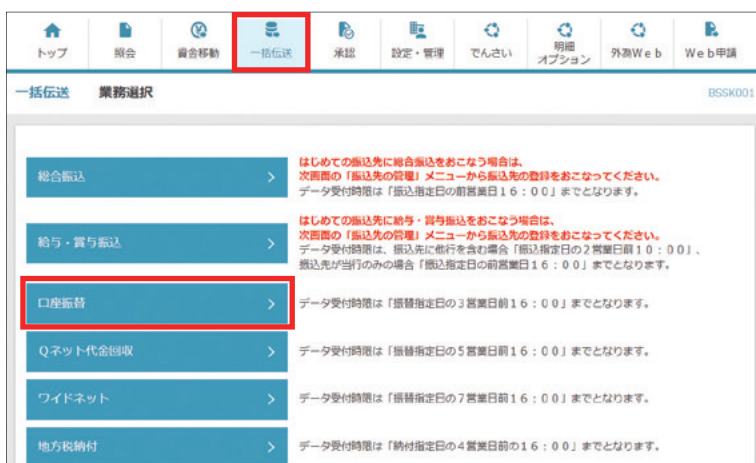 トップ 照会 資金移動 一括伝送 承認 設定・管理 でんさい 明細 外為Web Web申請
オプション
一括伝送 業務選択 BSSK001
はじめての振込先に総合振込をおこなう場合は、
総合振込 次画面の「振込先の管理」メニューから振込先の登録をおこなってください。
データ受付時限は「振込指定日の前営業日16:00」までとなります。
はじめての振込先に給与・賞与振込をおこなう場合は、
次画面の「振込先の管理」メニューから振込先の登録をおこなってください。
給与・賞与振込 データ受付時限は、振込先に他行を含む場合「振込指定日の2営業日前10:00」、
振込先が当行のみの場合「振込指定日の前営業日16:00」までとなります。
口座振替 データ受付時限は「振替指定日の3営業日前16:00」までとなります。
Qネット代金回収 データ受付時限は「振替指定日の5営業日前16:00」までとなります。
ワイドネット データ受付時限は「振替指定日の7営業日前16:00」までとなります。
地方税納付 データ受付時限は「納付指定日の4営業日前の16:00」までとなります。